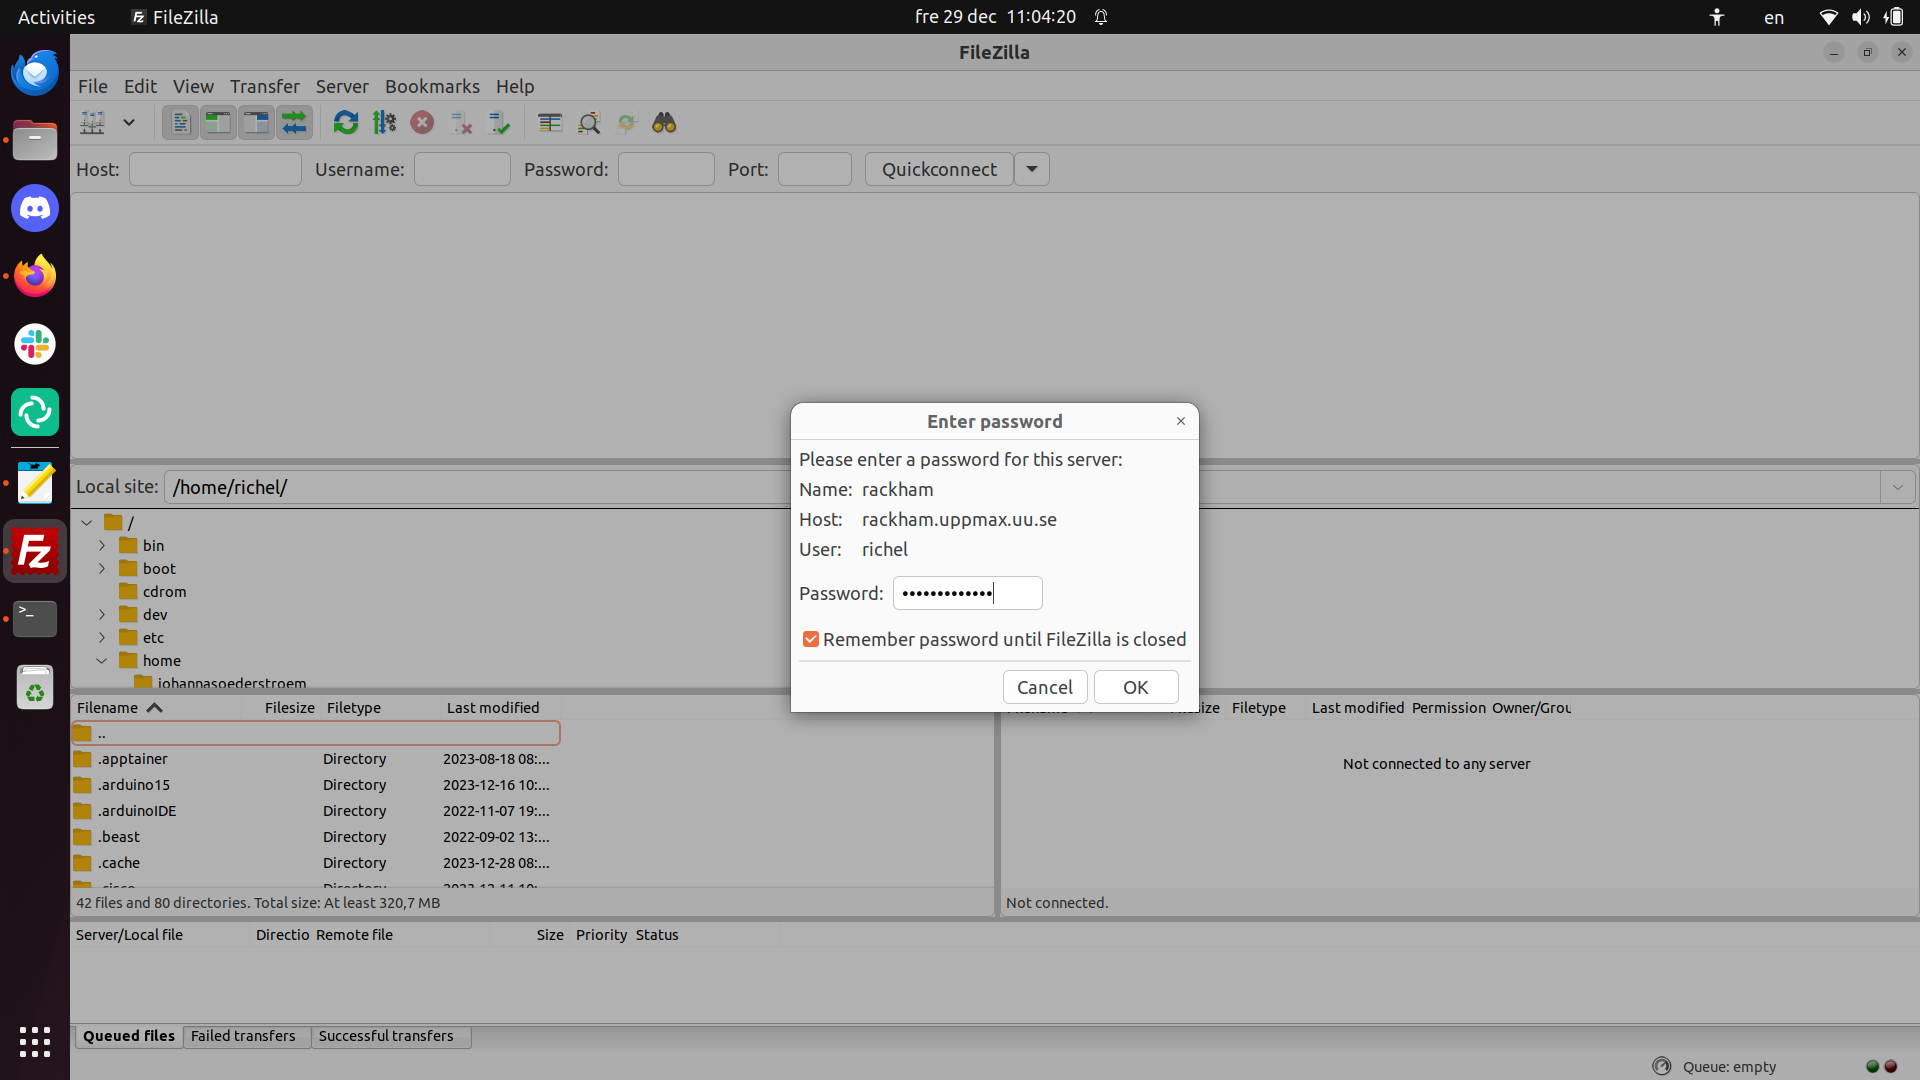 Activities FileZilla fre 29 dec 11:04:20 en
FileZilla
File Edit View Transfer Server Bookmarks Help
Host: Username: Password: Port: Quickconnect
Local site: /home/richel/
/
bin
boot
cdrom
dev
etc
home
johannasoederstroem
Enter password
Please enter a password for this server:
Name: rackham
Host: rackham.uppmax.uu.se
User: richel
Password: •••••••••••••
Remember password until FileZilla is closed
Cancel OK
Filename Filesize Filetype Last modified
..
.apptainer Directory 2023-08-18 08:...
.arduino15 Directory 2023-12-16 10:...
.arduinoIDE Directory 2022-11-07 19:...
.beast Directory 2022-09-02 13:...
.cache Directory 2023-12-28 08:...
42 files and 80 directories. Total size: At least 320,7 MB
Filetype Last modified Permission Owner/Grou
Not connected to any server
Not connected.
Server/Local file Directio Remote file Size Priority Status
Queued files Failed transfers Successful transfers
Queue: empty